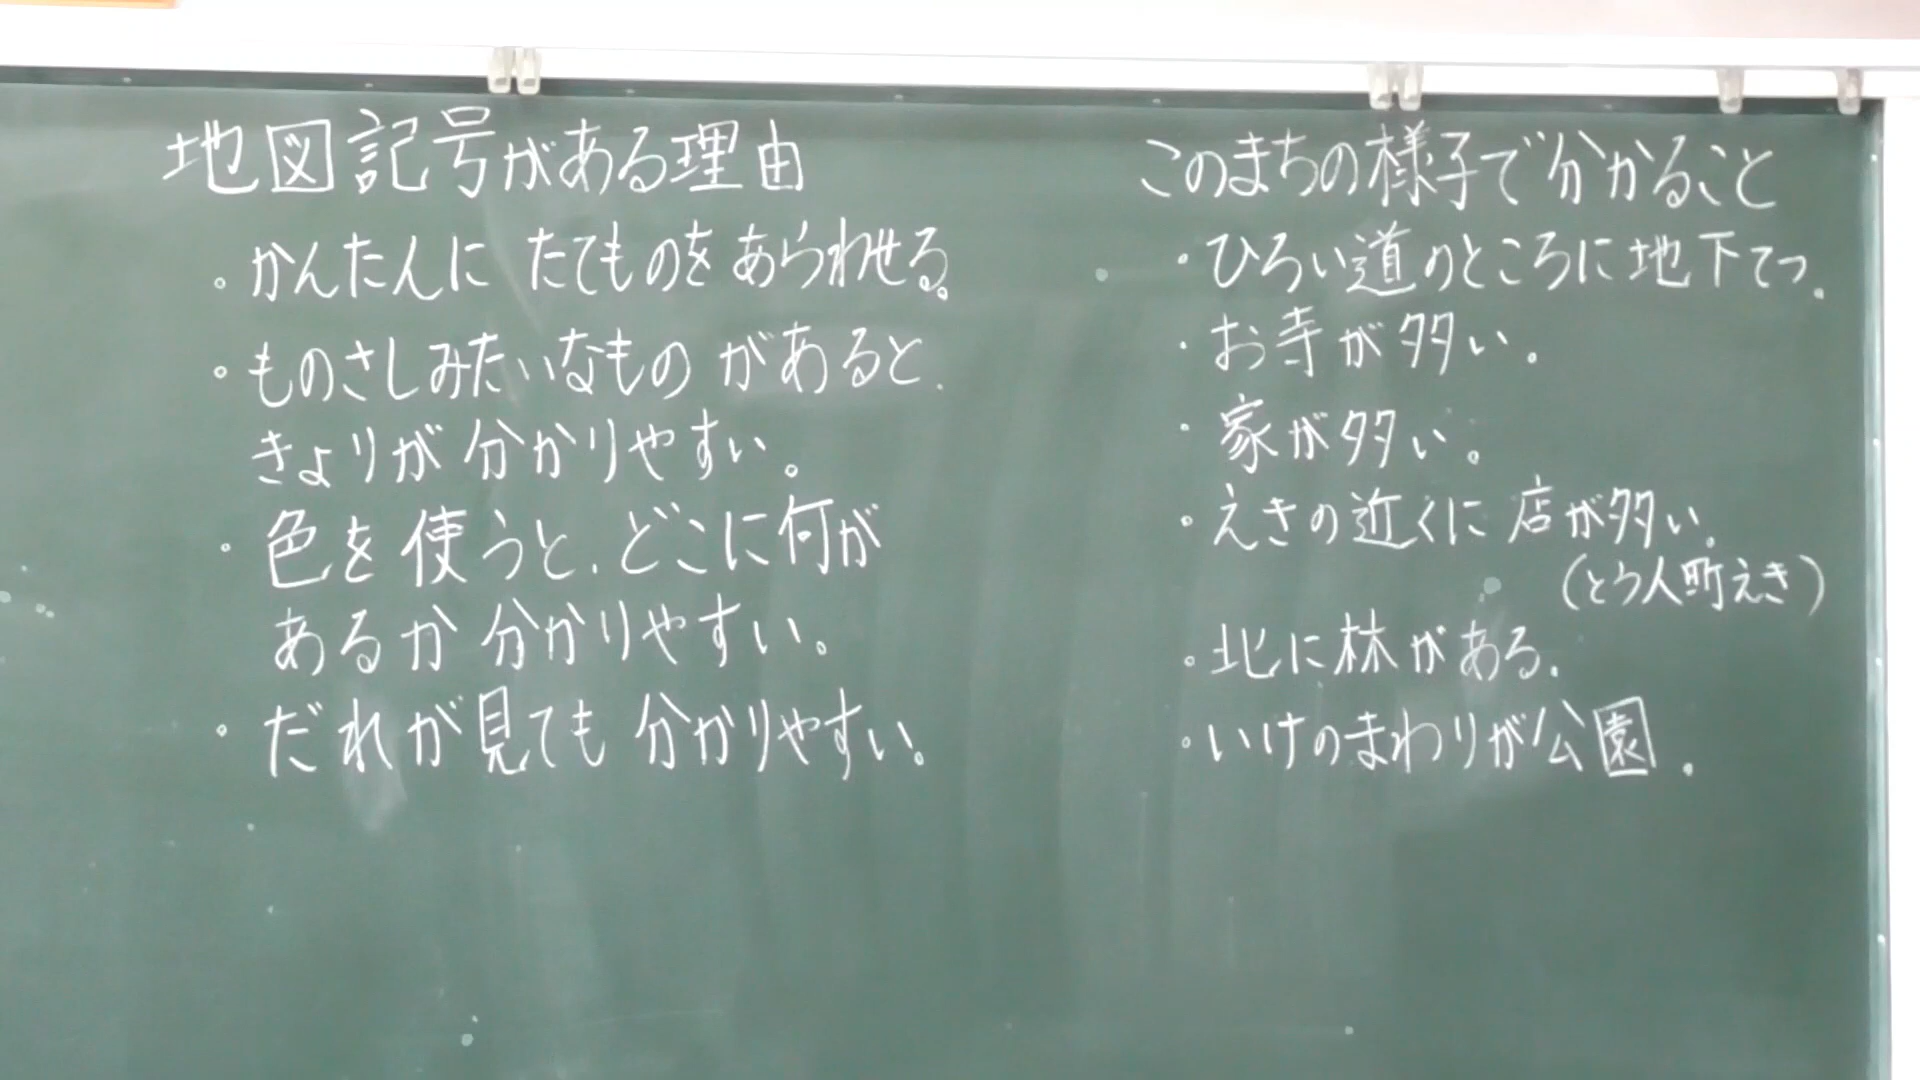 地図記号がある理由
。かんたんに たてものをあらわせる。
・ものさしみたいなもの があると、
きょりが分かりやすい。
・色を使うと、どこに何が
あるか分かりやすい。
・だれが見ても 分かりやすい。
このまちの様子で分かること
・ひろい道のところに地下てつ。
・お寺が多い。
・家が多い。
・えきの近くに店が多い。
(とう人町えき)
・北に林がある。
・いけのまわりが公園。